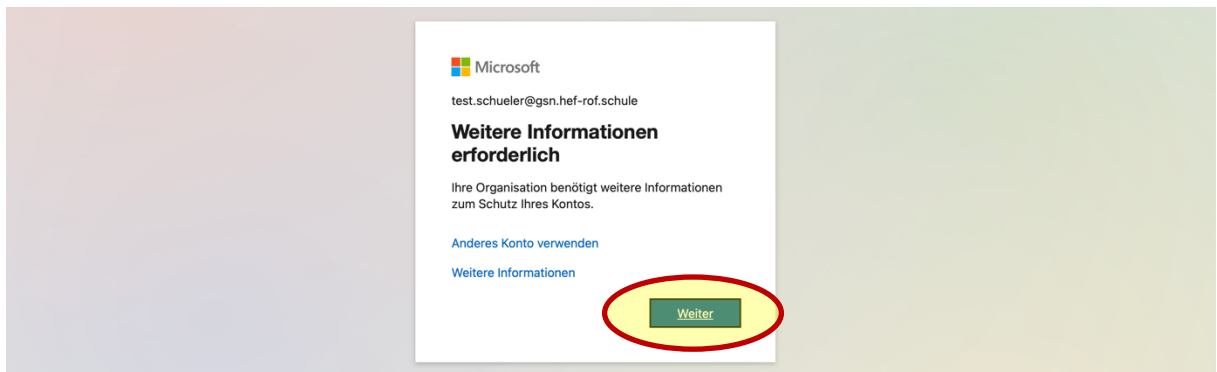 Microsoft
test.schueler@gsn.hef-rof.schule
Weitere Informationen
erforderlich
Ihre Organisation benötigt weitere Informationen
zum Schutz Ihres Kontos.
Anderes Konto verwenden
Weitere Informationen
Weiter